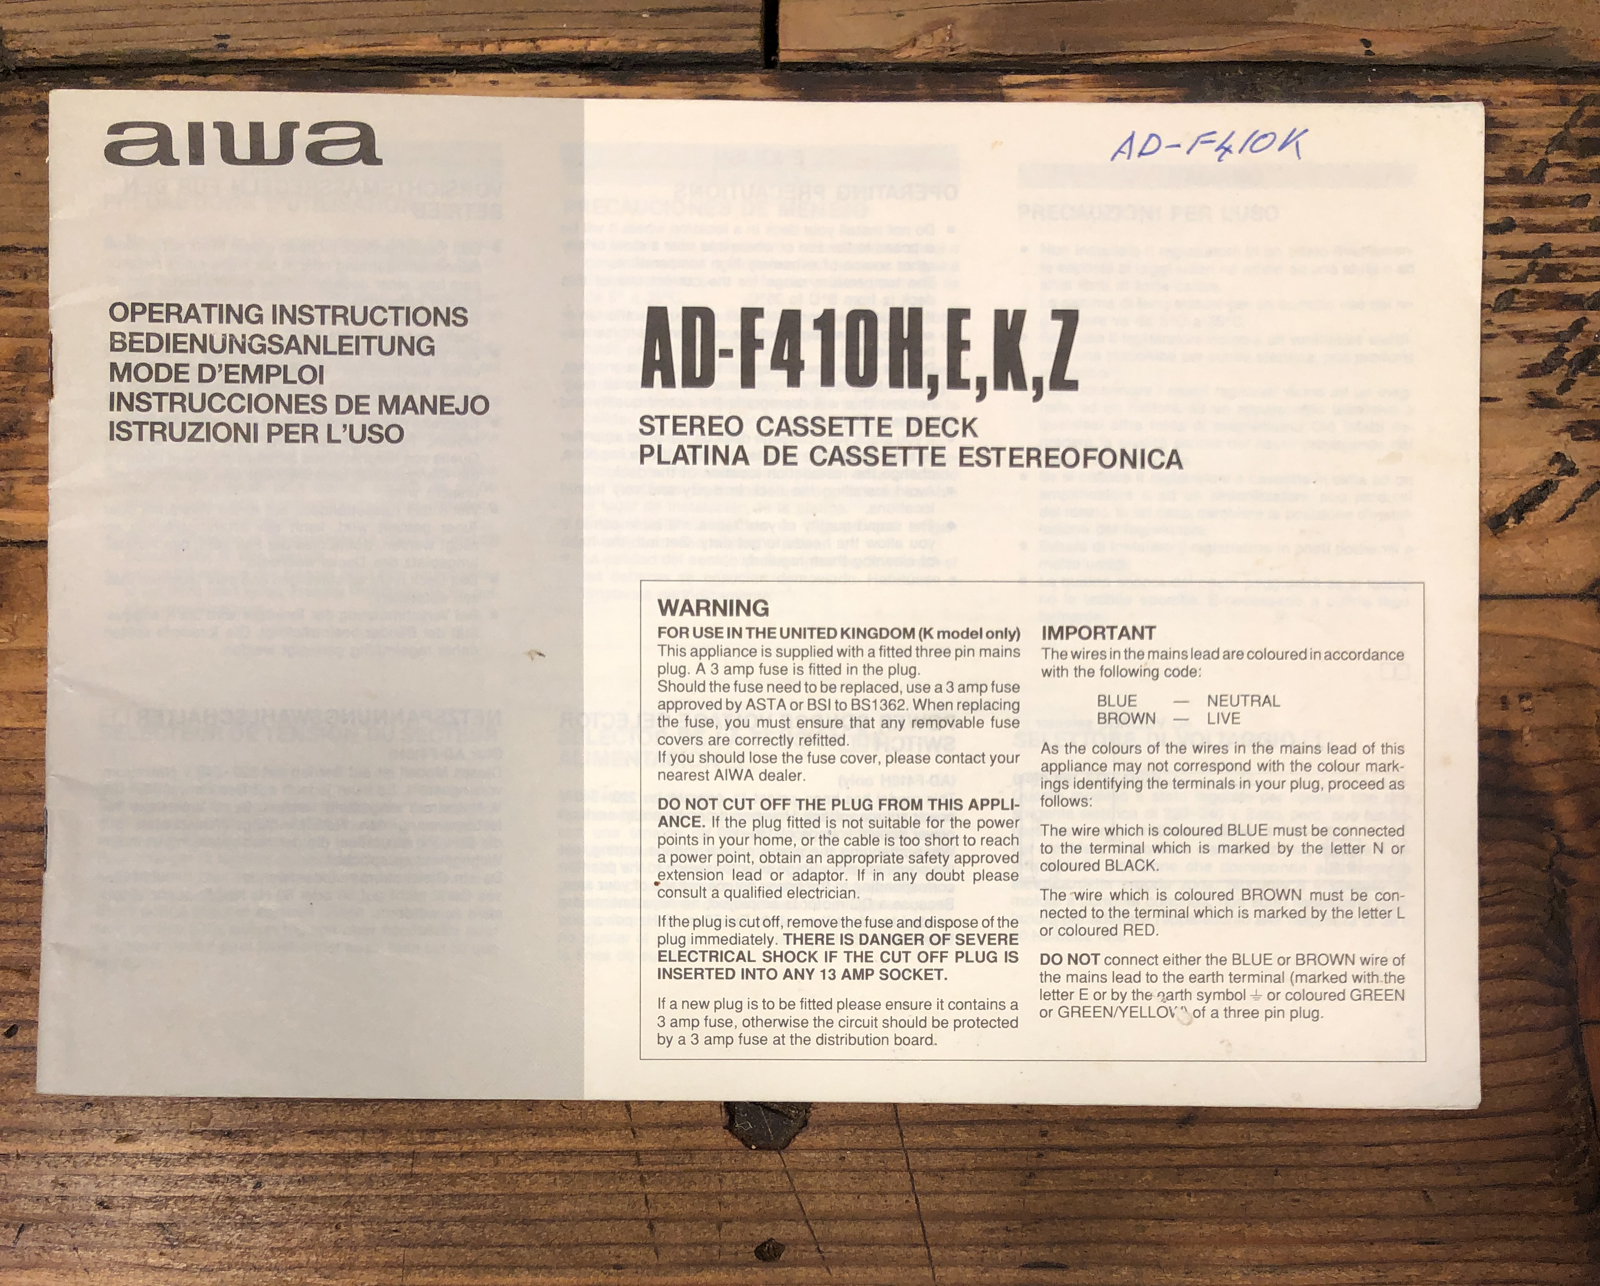 aiwa
AD-F410K
OPERATING INSTRUCTIONS
BEDIENUNGSANLEITUNG
MODE D'EMPLOI
INSTRUCCIONES DE MANEJO
ISTRUZIONI PER L'USO
AD-F410H,E,K,Z
STEREO CASSETTE DECK
PLATINA DE CASSETTE ESTEREOFONICA
WARNING
FOR USE IN THE UNITED KINGDOM (K model only)
This appliance is supplied with a fitted three pin mains
plug. A 3 amp fuse is fitted in the plug.
Should the fuse need to be replaced, use a 3 amp fuse
approved by ASTA or BSI to BS1362. When replacing
the fuse, you must ensure that any removable fuse
covers are correctly refitted.
If you should lose the fuse cover, please contact your
nearest AIWA dealer.
DO NOT CUT OFF THE PLUG FROM THIS APPLI-
ANCE. If the plug fitted is not suitable for the power
points in your home, or the cable is too short to reach
a power point, obtain an appropriate safety approved
extension lead or adaptor. If in any doubt please
consult a qualified electrician.
If the plug is cut off, remove the fuse and dispose of the
plug immediately. THERE IS DANGER OF SEVERE
ELECTRICAL SHOCK IF THE CUT OFF PLUG IS
INSERTED INTO ANY 13 AMP SOCKET.
If a new plug is to be fitted please ensure it contains a
3 amp fuse, otherwise the circuit should be protected
by a 3 amp fuse at the distribution board.
IMPORTANT
The wires in the mains lead are coloured in accordance
with the following code:
BLUE — NEUTRAL
BROWN — LIVE
As the colours of the wires in the mains lead of this
appliance may not correspond with the colour mark-
ings identifying the terminals in your plug, proceed as
follows:
The wire which is coloured BLUE must be connected
to the terminal which is marked by the letter N or
coloured BLACK.
The wire which is coloured BROWN must be con-
nected to the terminal which is marked by the letter L
or coloured RED.
DO NOT connect either the BLUE or BROWN wire of
the mains lead to the earth terminal (marked with the
letter E or by the earth symbol ⏚ or coloured GREEN
or GREEN/YELLOW) of a three pin plug.